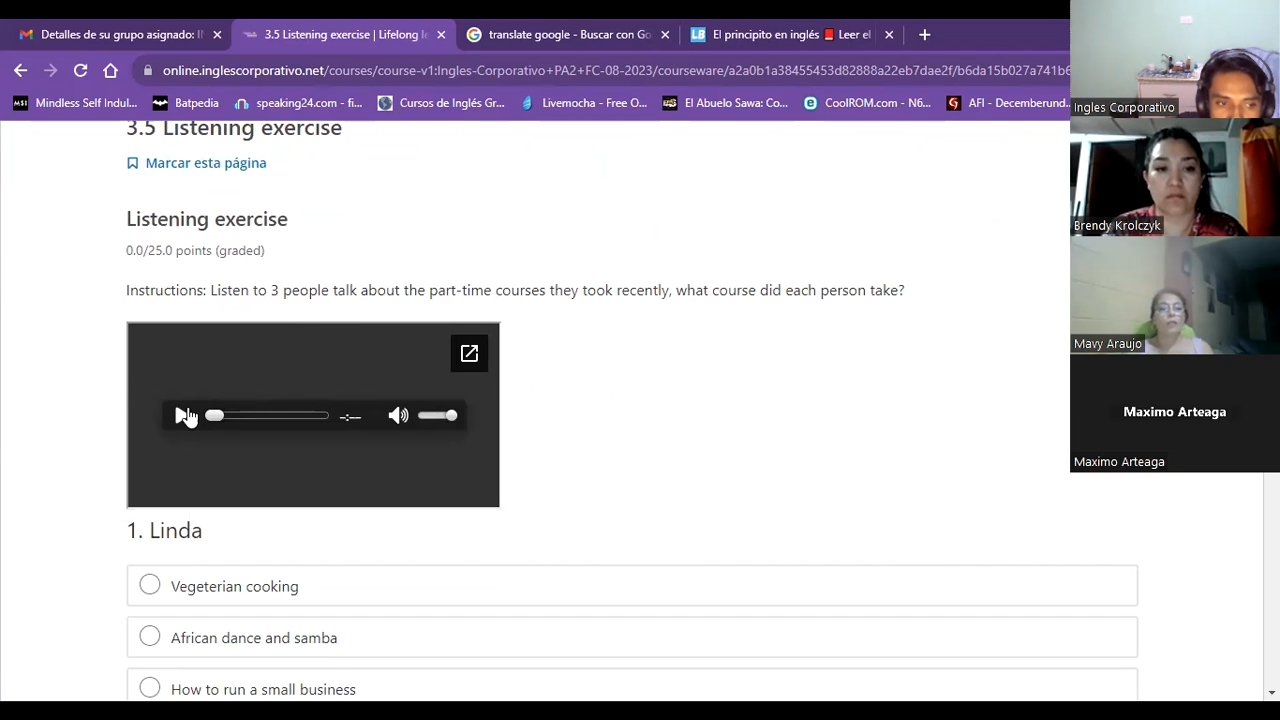 Detalles de su grupo asignado: I
3.5 Listening exercise | Lifelong l
translate google - Buscar con Go
El principito en inglés 📕 Leer el
online.inglescorporativo.net/courses/course-v1:Ingles-Corporativo+PA2+FC-08-2023/courseware/a2a0b1a38455453d82888a22eb7dae2f/b6da15b027a741b6
Mindless Self Indul...
Batpedia
speaking24.com - fi...
Cursos de Inglés Gr...
Livemocha - Free O...
El Abuelo Sawa: Co...
CoolROM.com - N6...
AFI - Decemberund...
3.5 Listening exercise
Marcar esta página
Listening exercise
0.0/25.0 points (graded)
Instructions: Listen to 3 people talk about the part-time courses they took recently, what course did each person take?
-:--
1. Linda
Vegeterian cooking
African dance and samba
How to run a small business
Ingles Corporativo
Brendy Krolczyk
Mavy Araujo
Maximo Arteaga
Maximo Arteaga